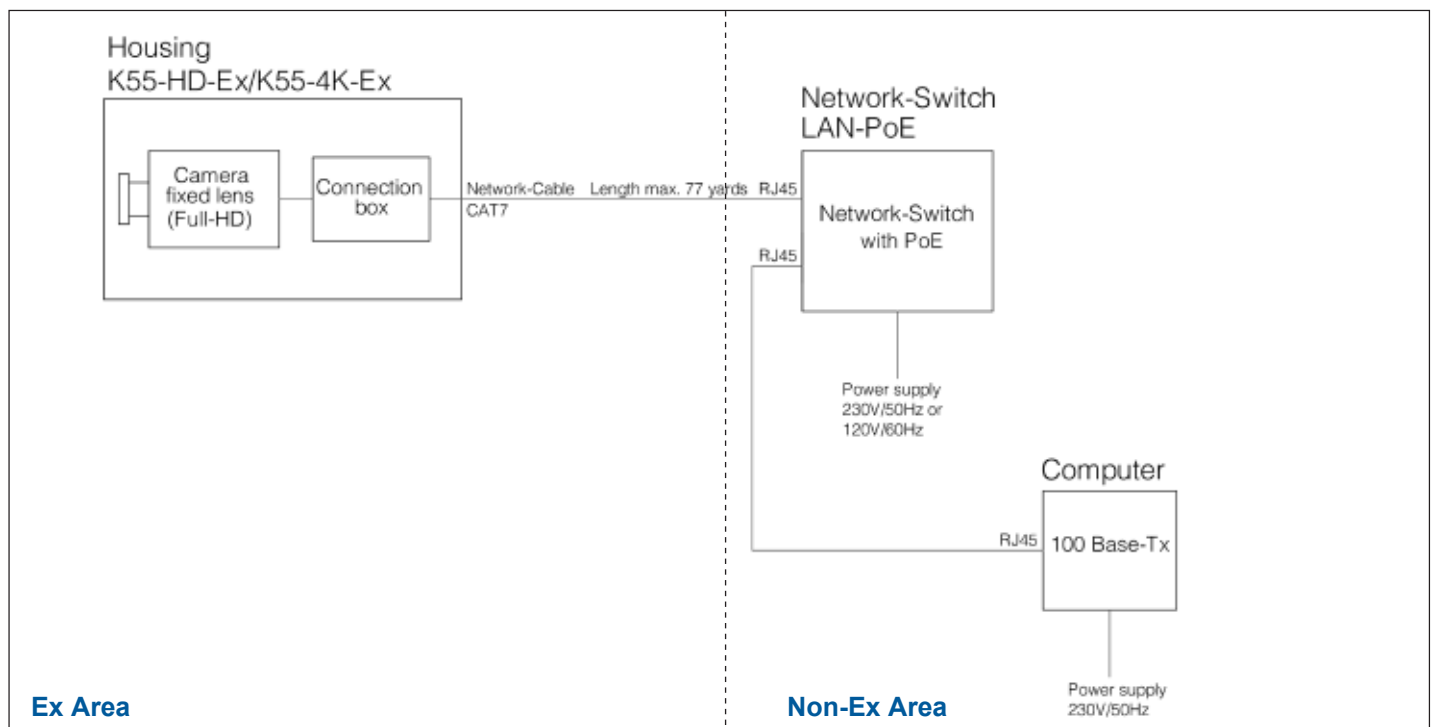 Housing
K55-HD-Ex/K55-4K-Ex
Camera
fixed lens
(Full-HD)
Connection
box
Network-Cable Length max. 77 yards RJ45
CAT7
Network-Switch
LAN-PoE
Network-Switch
with PoE
RJ45
Power supply
230V/50Hz or
120V/60Hz
Computer
RJ45 100 Base-Tx
Power supply
230V/50Hz
Ex Area
Non-Ex Area